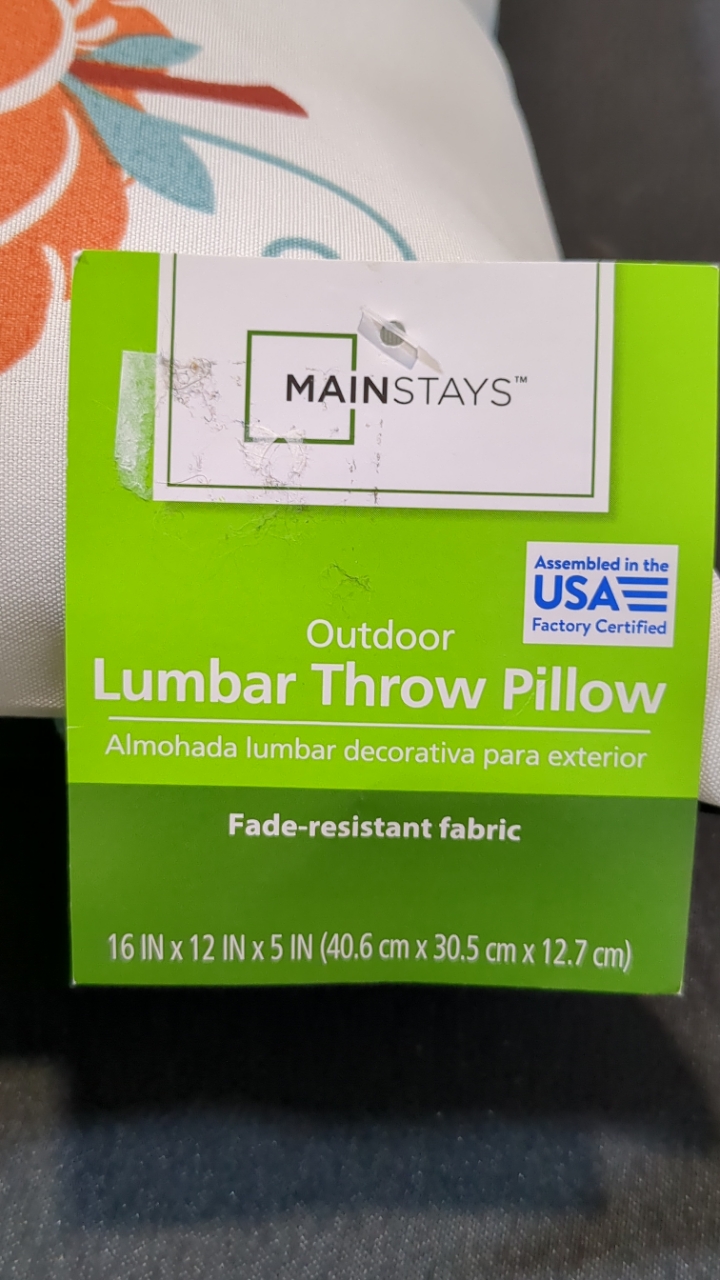 MAINSTAYS™
Assembled in the
USA
Factory Certified
Outdoor
Lumbar Throw Pillow
Almohada lumbar decorativa para exterior
Fade-resistant fabric
16 IN x 12 IN x 5 IN (40.6 cm x 30.5 cm x 12.7 cm)